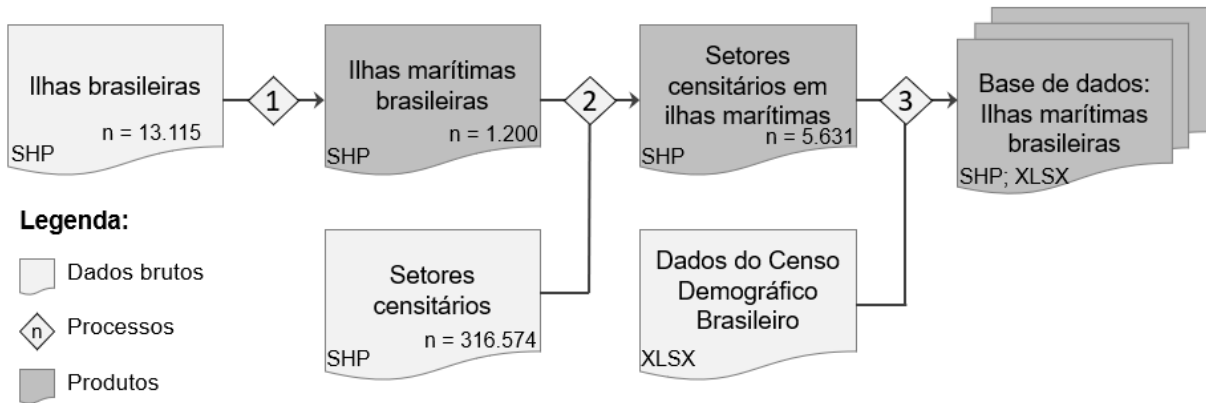 Ilhas brasileiras
n = 13.115
SHP
1
Ilhas marítimas
brasileiras
n = 1.200
SHP
2
Setores
censitários em
ilhas marítimas
n = 5.631
SHP
3
Base de dados:
Ilhas marítimas
brasileiras
SHP; XLSX
Legenda:
Dados brutos
n
Processos
Produtos
Setores
censitários
n = 316.574
SHP
Dados do Censo
Demográfico
Brasileiro
XLSX